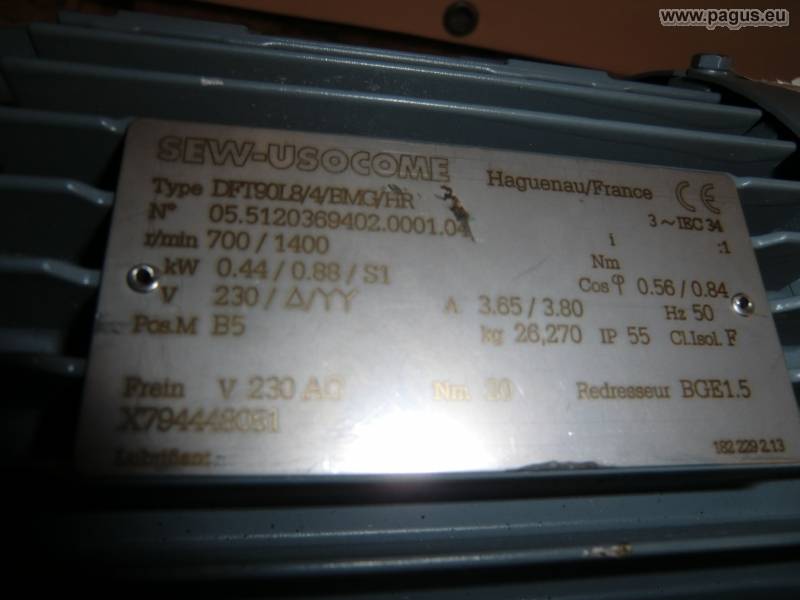 www.pagus.eu
SEW-USOCOME Haguenau/France CE
Type DFT90L8/4/BMG/HR 3~IEC 34
N° 05.5120369402.0001.04 i :1
r/min 700 / 1400 Nm
kW 0.44 / 0.88 / S1 Cos φ 0.56 / 0.84
V 230 / △/YY A 3.65 / 3.80 Hz 50
Pos.M B5 kg 26,270 IP 55 Cl.Isol. F
Frein V 230 AC Nm 20 Redresseur BGE1.5
Lubrifiant 182 229 2.13